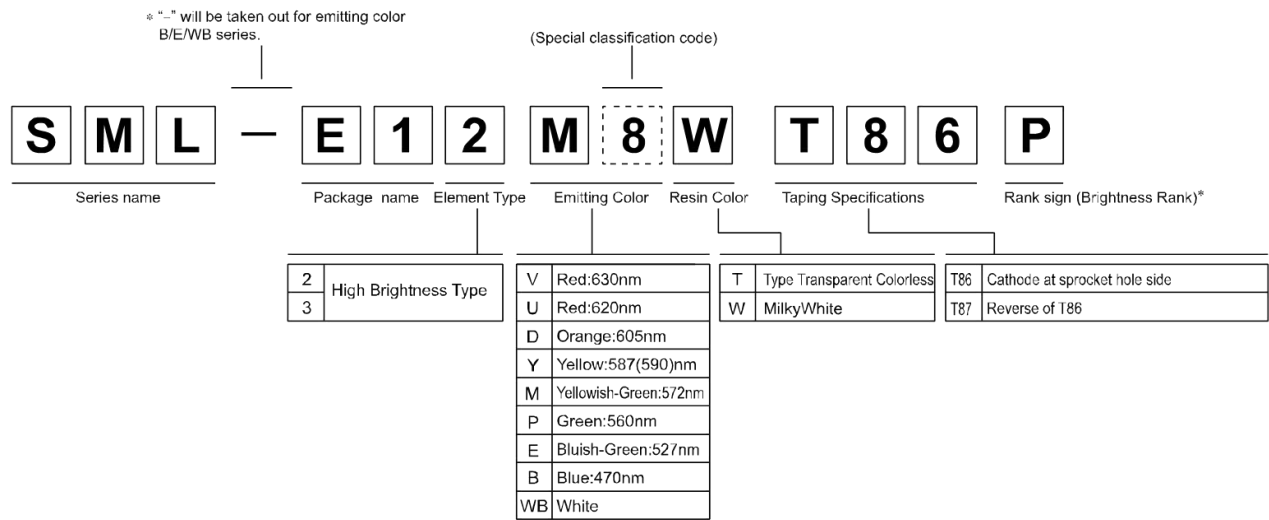 * “–” will be taken out for emitting color
B/E/WB series.
(Special classification code)
S M L — E 1 2 M 8 W T 8 6 P
Series name Package name Element Type Emitting Color Resin Color Taping Specifications Rank sign (Brightness Rank)*
2 High Brightness Type
3
V Red:630nm
U Red:620nm
D Orange:605nm
Y Yellow:587(590)nm
M Yellowish-Green:572nm
P Green:560nm
E Bluish-Green:527nm
B Blue:470nm
WB White
T Type Transparent Colorless
W MilkyWhite
T86 Cathode at sprocket hole side
T87 Reverse of T86